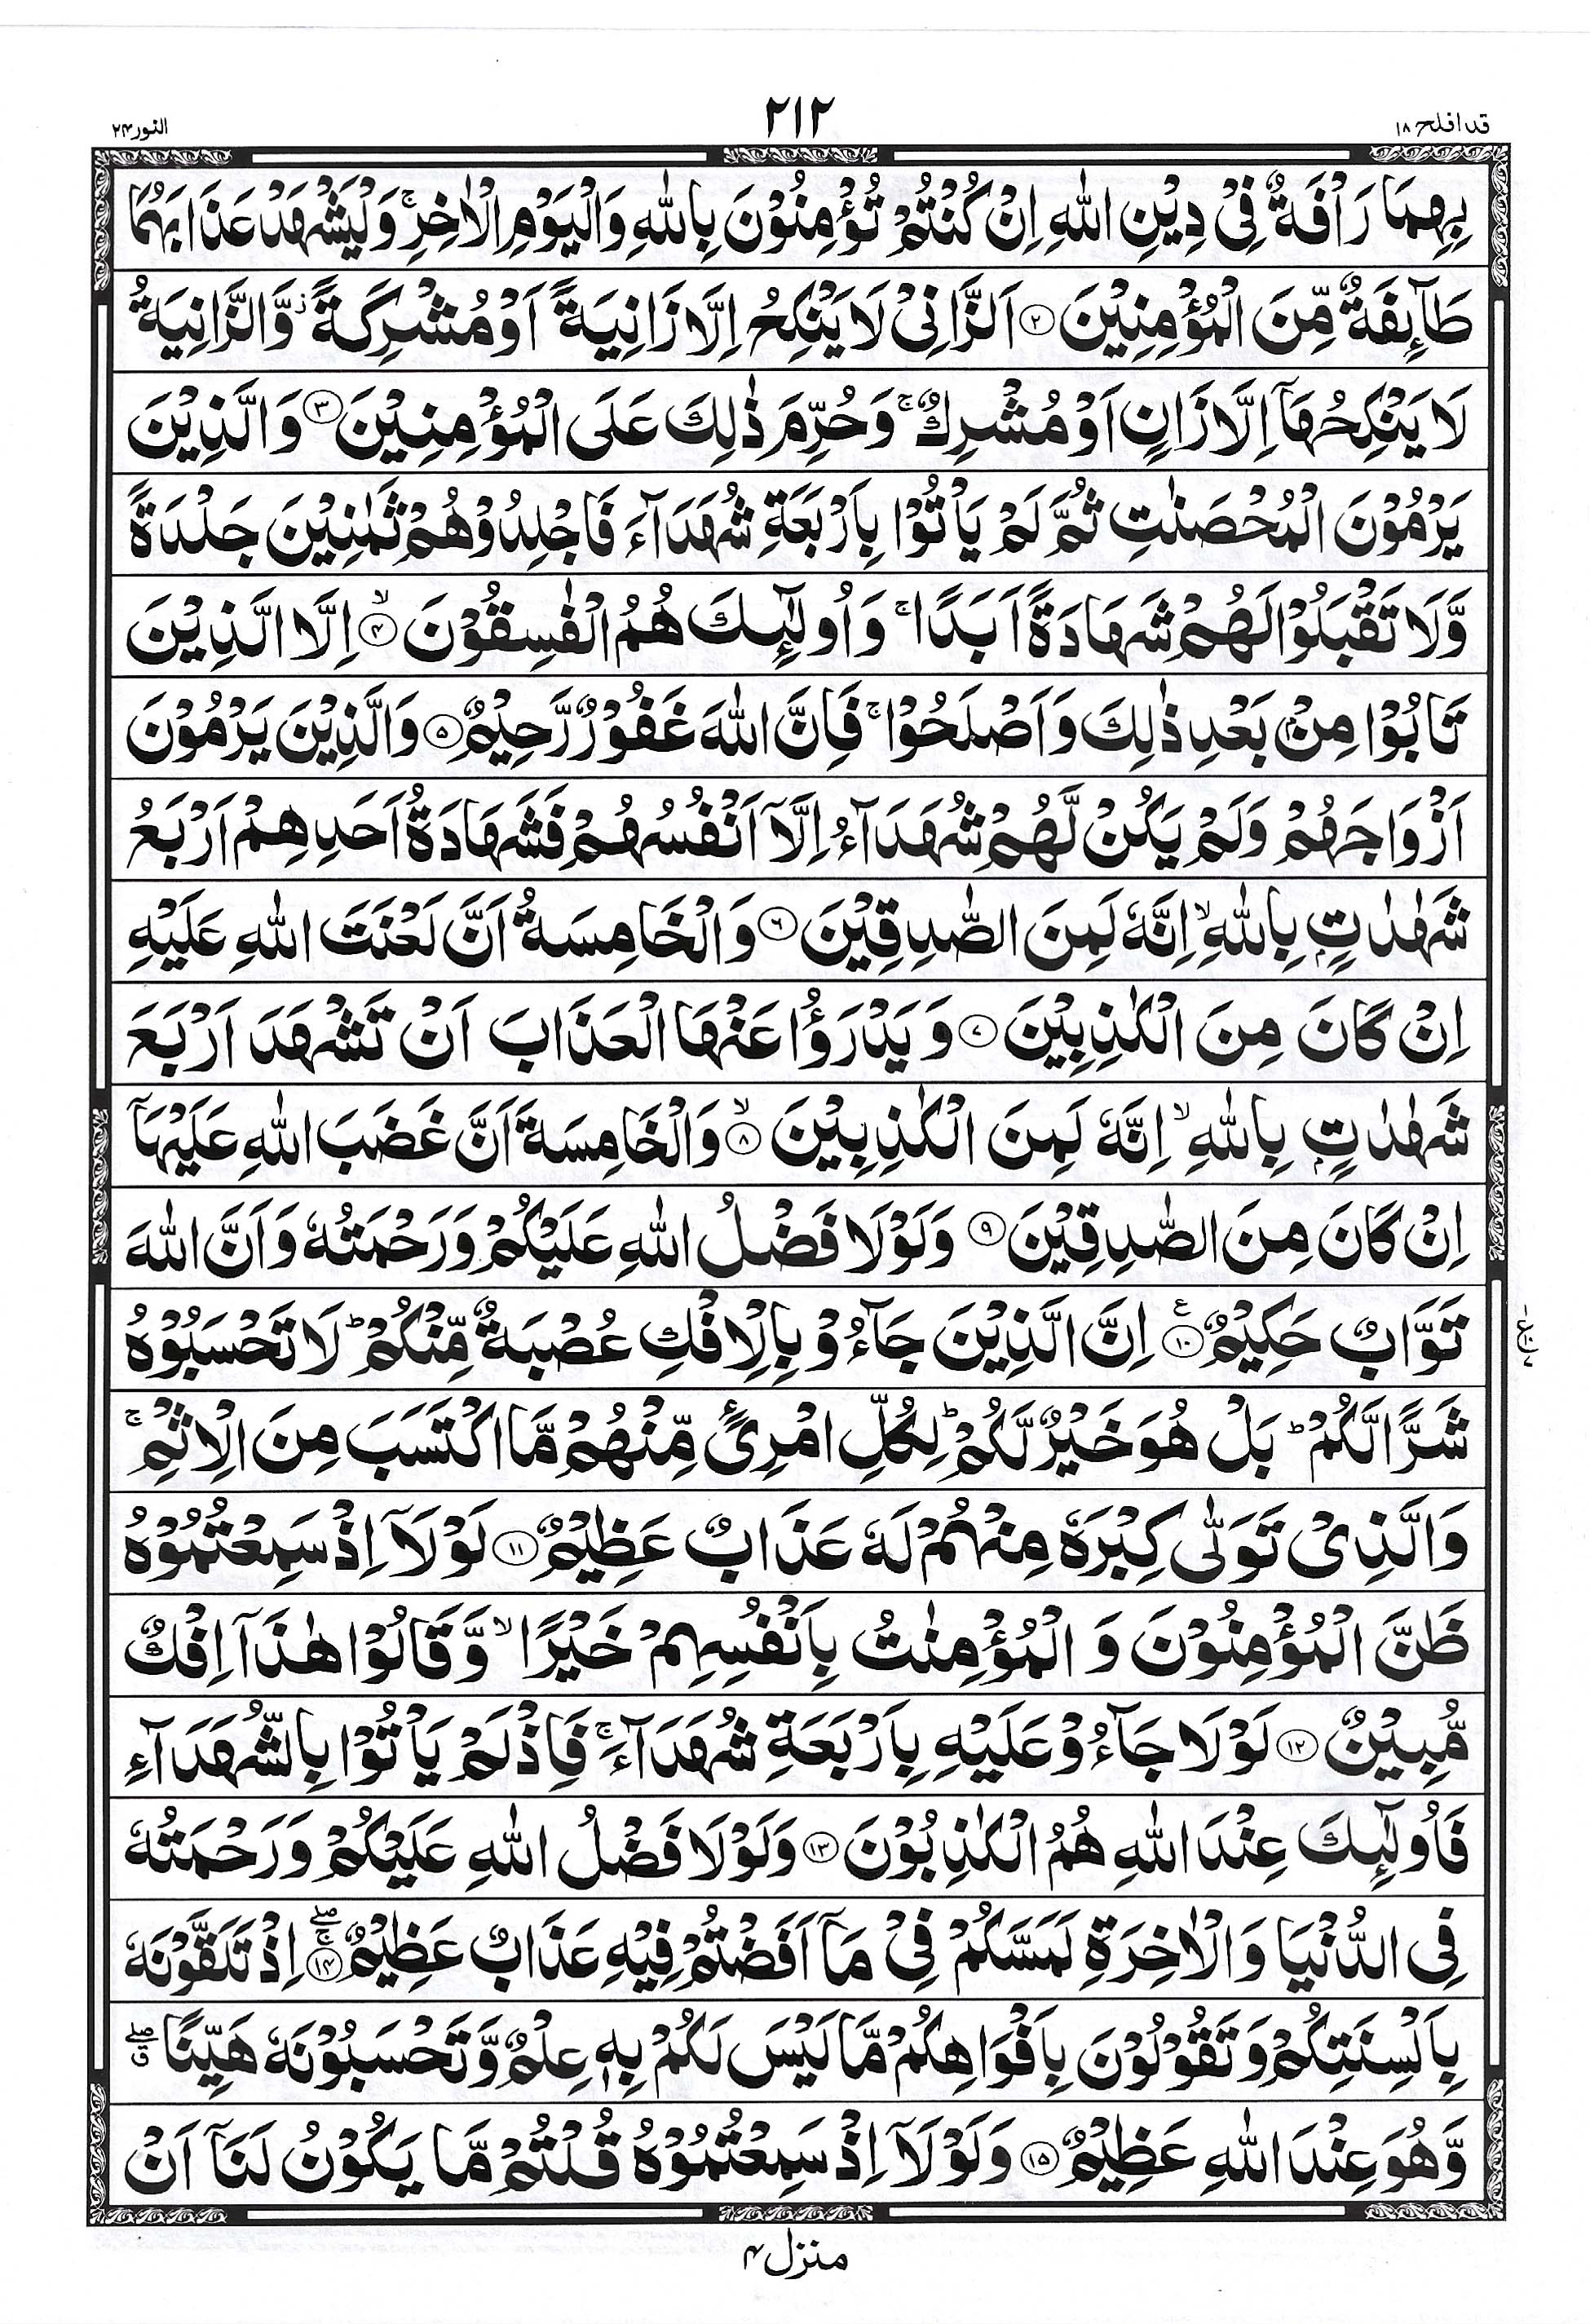 قد افلح ۱۸
۲۱۲
النور ۲۴
بِهِمَا رَاْفَةٌ فِیْ دِیْنِ اللّٰهِ اِنْ كُنْتُمْ تُؤْمِنُوْنَ بِاللّٰهِ وَالْیَوْمِ الْاٰخِرِ ۚ وَلْیَشْهَدْ عَذَابَهُمَا
طَآىِٕفَةٌ مِّنَ الْمُؤْمِنِیْنَ ۲ اَلزَّانِیْ لَا یَنْكِحُ اِلَّا زَانِیَةً اَوْ مُشْرِكَةً ؗ وَّالزَّانِیَةُ
لَا یَنْكِحُهَاۤ اِلَّا زَانٍ اَوْ مُشْرِكٌ ۚ وَحُرِّمَ ذٰلِكَ عَلَی الْمُؤْمِنِیْنَ ۳ وَالَّذِیْنَ
یَرْمُوْنَ الْمُحْصَنٰتِ ثُمَّ لَمْ یَاْتُوْا بِاَرْبَعَةِ شُهَدَآءَ فَاجْلِدُوْهُمْ ثَمٰنِیْنَ جَلْدَةً
وَّلَا تَقْبَلُوْا لَهُمْ شَهَادَةً اَبَدًا ۚ وَاُولٰٓىِٕكَ هُمُ الْفٰسِقُوْنَ ۙ۴ اِلَّا الَّذِیْنَ
تَابُوْا مِنْۢ بَعْدِ ذٰلِكَ وَاَصْلَحُوْا ۚ فَاِنَّ اللّٰهَ غَفُوْرٌ رَّحِیْمٌ ۵ وَالَّذِیْنَ یَرْمُوْنَ
اَزْوَاجَهُمْ وَلَمْ یَكُنْ لَّهُمْ شُهَدَآءُ اِلَّاۤ اَنْفُسُهُمْ فَشَهَادَةُ اَحَدِهِمْ اَرْبَعُ
شَهٰدٰتٍۭ بِاللّٰهِ ۙ اِنَّهٗ لَمِنَ الصّٰدِقِیْنَ ۶ وَالْخَامِسَةُ اَنَّ لَعْنَتَ اللّٰهِ عَلَیْهِ
اِنْ كَانَ مِنَ الْكٰذِبِیْنَ ۷ وَیَدْرَؤُا عَنْهَا الْعَذَابَ اَنْ تَشْهَدَ اَرْبَعَ
شَهٰدٰتٍۭ بِاللّٰهِ ۙ اِنَّهٗ لَمِنَ الْكٰذِبِیْنَ ۙ۸ وَالْخَامِسَةَ اَنَّ غَضَبَ اللّٰهِ عَلَیْهَاۤ
اِنْ كَانَ مِنَ الصّٰدِقِیْنَ ۹ وَلَوْلَا فَضْلُ اللّٰهِ عَلَیْكُمْ وَرَحْمَتُهٗ وَاَنَّ اللّٰهَ
تَوَّابٌ حَكِیْمٌ ۱۰ع اِنَّ الَّذِیْنَ جَآءُوْ بِالْاِفْكِ عُصْبَةٌ مِّنْكُمْ ؕ لَا تَحْسَبُوْهُ
شَرًّا لَّكُمْ ؕ بَلْ هُوَ خَیْرٌ لَّكُمْ ؕ لِكُلِّ امْرِئٍ مِّنْهُمْ مَّا اكْتَسَبَ مِنَ الْاِثْمِ ۚ
وَالَّذِیْ تَوَلّٰی كِبْرَهٗ مِنْهُمْ لَهٗ عَذَابٌ عَظِیْمٌ ۱۱ لَوْلَاۤ اِذْ سَمِعْتُمُوْهُ
ظَنَّ الْمُؤْمِنُوْنَ وَ الْمُؤْمِنٰتُ بِاَنْفُسِهِمْ خَیْرًا ۙ وَّقَالُوْا هٰذَاۤ اِفْكٌ
مُّبِیْنٌ ۱۲ لَوْلَا جَآءُوْ عَلَیْهِ بِاَرْبَعَةِ شُهَدَآءَ ۚ فَاِذْ لَمْ یَاْتُوْا بِالشُّهَدَآءِ
فَاُولٰٓىِٕكَ عِنْدَ اللّٰهِ هُمُ الْكٰذِبُوْنَ ۱۳ وَلَوْلَا فَضْلُ اللّٰهِ عَلَیْكُمْ وَرَحْمَتُهٗ
فِی الدُّنْیَا وَالْاٰخِرَةِ لَمَسَّكُمْ فِیْ مَاۤ اَفَضْتُمْ فِیْهِ عَذَابٌ عَظِیْمٌ ۚۖ۱۴ اِذْ تَلَقَّوْنَهٗ
بِاَلْسِنَتِكُمْ وَتَقُوْلُوْنَ بِاَفْوَاهِكُمْ مَّا لَیْسَ لَكُمْ بِهٖ عِلْمٌ وَّتَحْسَبُوْنَهٗ هَیِّنًا ۖق
وَّهُوَ عِنْدَ اللّٰهِ عَظِیْمٌ ۱۵ وَلَوْلَاۤ اِذْ سَمِعْتُمُوْهُ قُلْتُمْ مَّا یَكُوْنُ لَنَاۤ اَنْ
منزل ۴